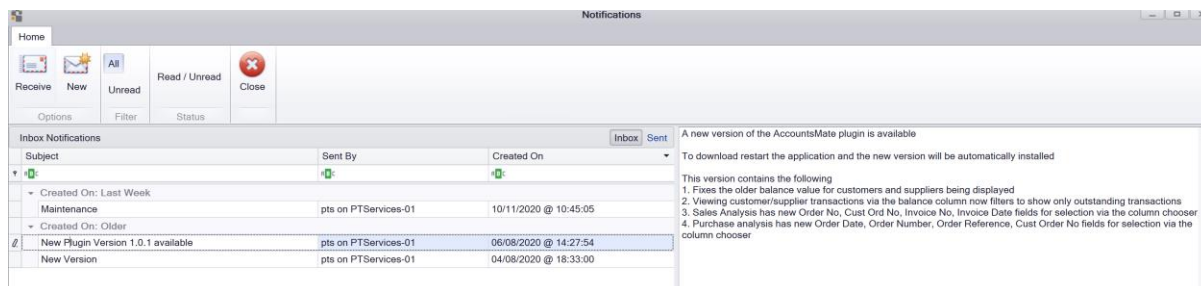 Notifications
Home
Receive
New
All
Unread
Read / Unread
Close
Options
Filter
Status
Inbox Notifications
Inbox
Sent
Subject
Sent By
Created On
Created On: Last Week
Maintenance
pts on PTServices-01
10/11/2020 @ 10:45:05
Created On: Older
New Plugin Version 1.0.1 available
pts on PTServices-01
06/08/2020 @ 14:27:54
New Version
pts on PTServices-01
04/08/2020 @ 18:33:00
A new version of the AccountsMate plugin is available
To download restart the application and the new version will be automatically installed
This version contains the following
1. Fixes the older balance value for customers and suppliers being displayed
2. Viewing customer/supplier transactions via the balance column now filters to show only outstanding transactions
3. Sales Analysis has new Order No, Cust Ord No, Invoice No, Invoice Date fields for selection via the column chooser
4. Purchase analysis has new Order Date, Order Number, Order Reference, Cust Order No fields for selection via the
column chooser